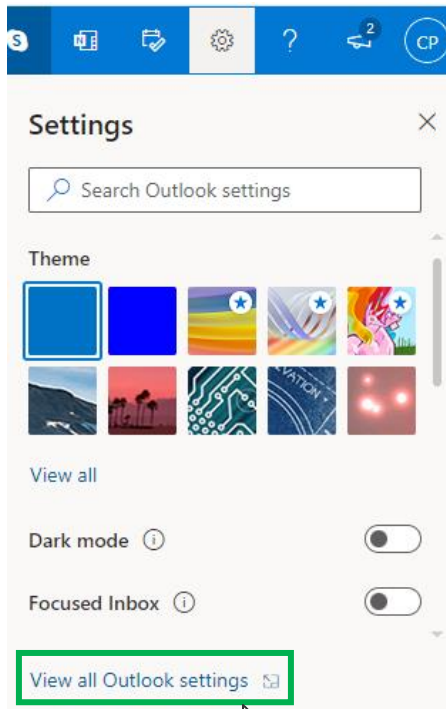 S N ? 2 CP
Settings
Search Outlook settings
Theme
VATION
View all
Dark mode
Focused Inbox
View all Outlook settings